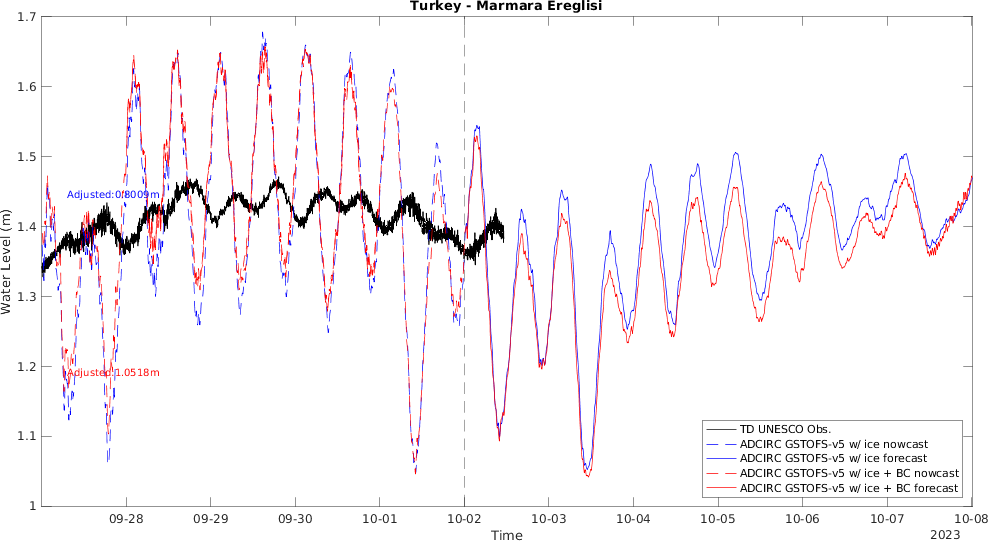 Turkey - Marmara Ereglisi
1.7
1.6
1.5
1.4
1.3
1.2
1.1
1
Water Level (m)
Adjusted:0.8009m
Adjusted:1.0518m
TD UNESCO Obs.
ADCIRC GSTOFS-v5 w/ ice nowcast
ADCIRC GSTOFS-v5 w/ ice forecast
ADCIRC GSTOFS-v5 w/ ice + BC nowcast
ADCIRC GSTOFS-v5 w/ ice + BC forecast
09-28 09-29 09-30 10-01 10-02 10-03 10-04 10-05 10-06 10-07 10-08
Time
2023